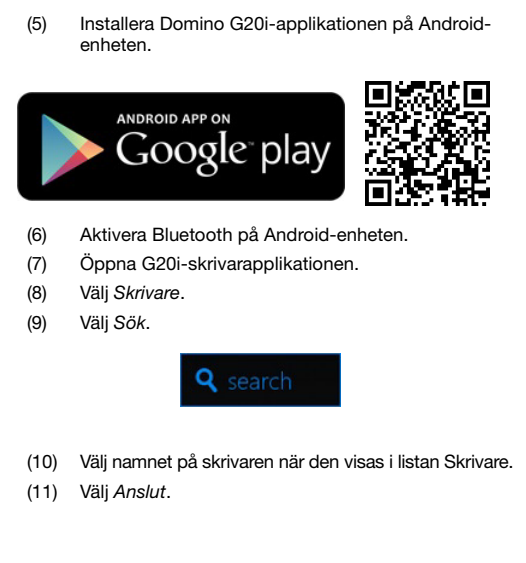 (5) Installera Domino G20i-applikationen på Android-
enheten.
ANDROID APP ON
Google play
(6) Aktivera Bluetooth på Android-enheten.
(7) Öppna G20i-skrivarapplikationen.
(8) Välj Skrivare.
(9) Välj Sök.
search
(10) Välj namnet på skrivaren när den visas i listan Skrivare.
(11) Välj Anslut.